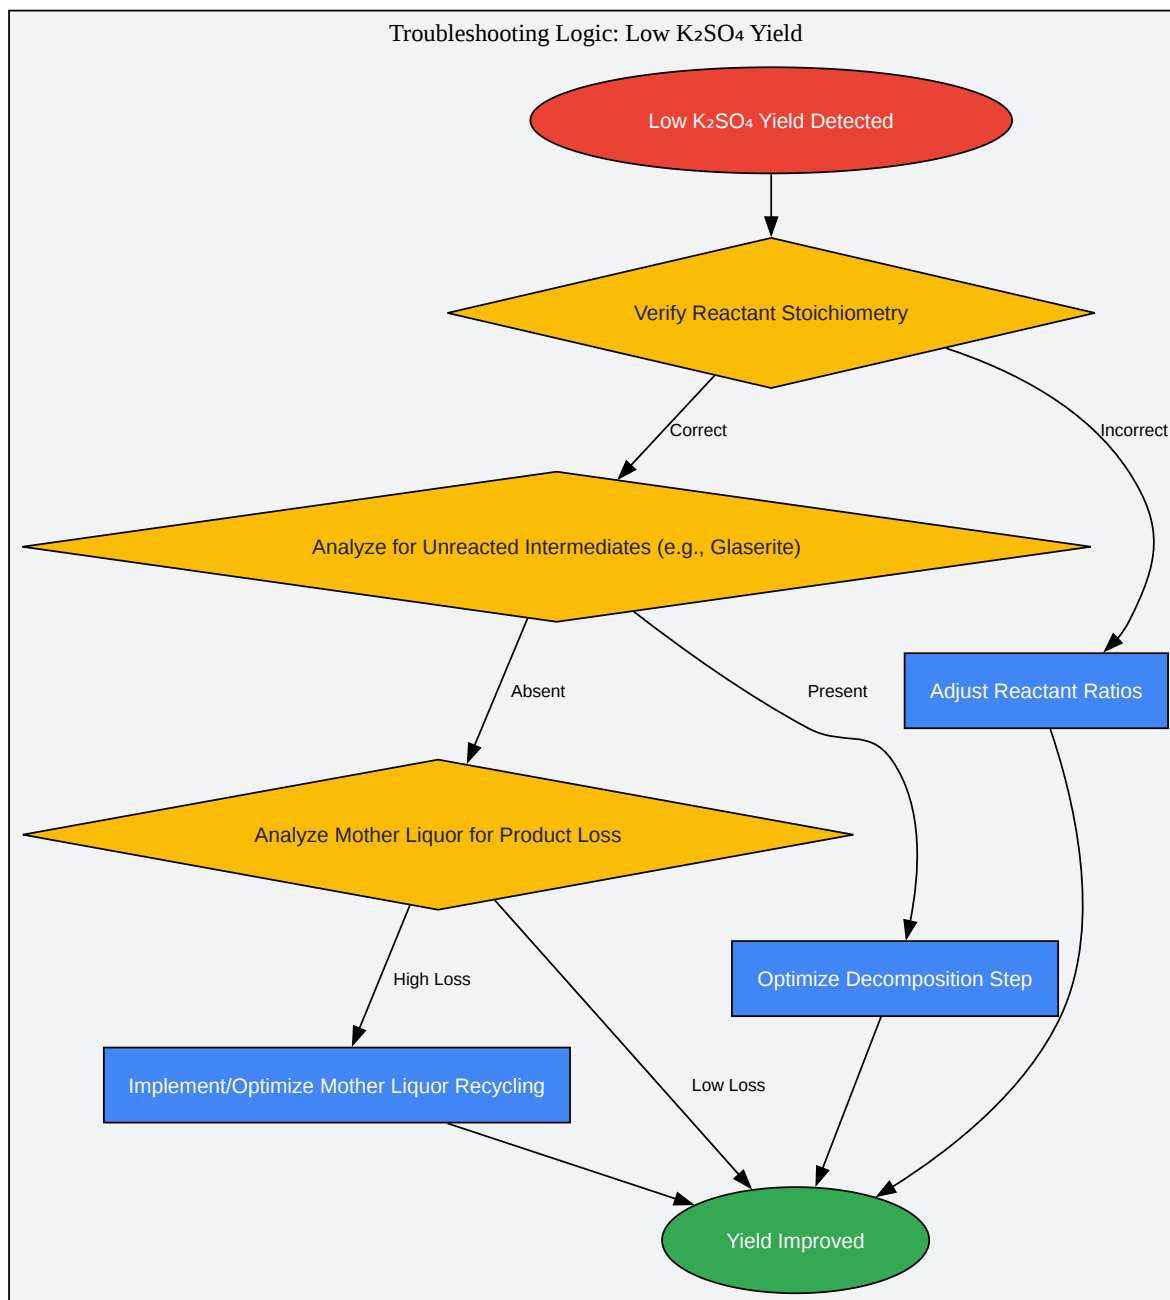 Troubleshooting Logic: Low K₂SO₄ Yield
Low K₂SO₄ Yield Detected
Verify Reactant Stoichiometry
Correct
Incorrect
Analyze for Unreacted Intermediates (e.g., Glaserite)
Absent
Present
Adjust Reactant Ratios
Analyze Mother Liquor for Product Loss
High Loss
Optimize Decomposition Step
Implement/Optimize Mother Liquor Recycling
Low Loss
Yield Improved